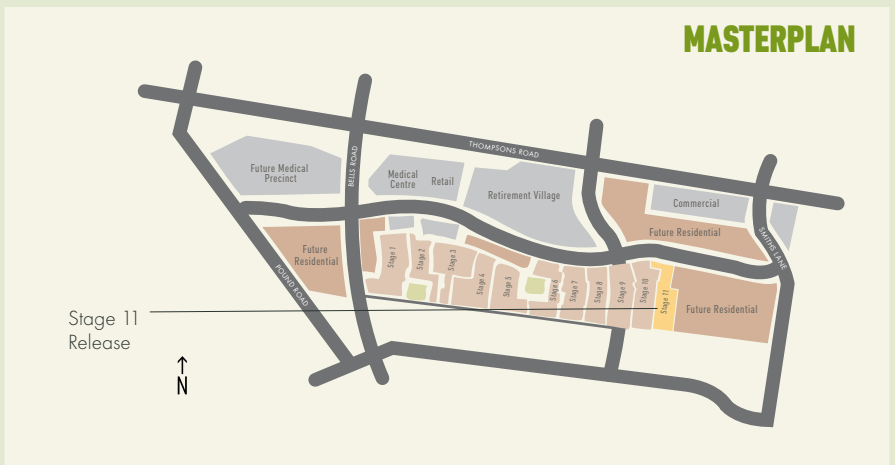 MASTERPLAN
THOMPSONS ROAD
BELLS ROAD
Future Medical
Precinct
Medical
Centre
Retail
Retirement Village
Commercial
Future Residential
SMITHS LANE
Future
Residential
POUND ROAD
Stage 1
Stage 2
Stage 3
Stage 4
Stage 5
Stage 6
Stage 7
Stage 8
Stage 9
Stage 10
Stage 11
Future Residential
Stage 11
Release
N